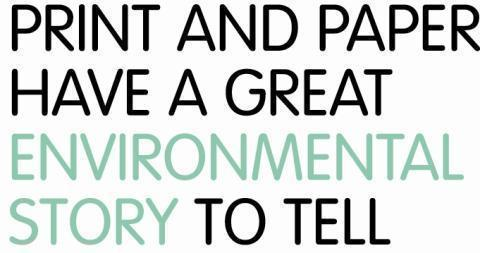 PRINT AND PAPER
HAVE A GREAT
ENVIRONMENTAL
STORY TO TELL